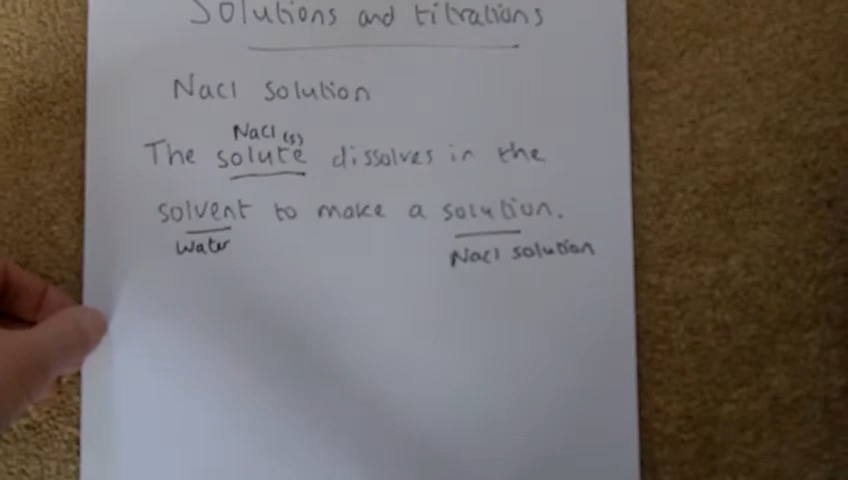 Solutions and titrations
NaCl solution
NaCl (s)
The solute dissolves in the
solvent to make a solution.
Water NaCl solution